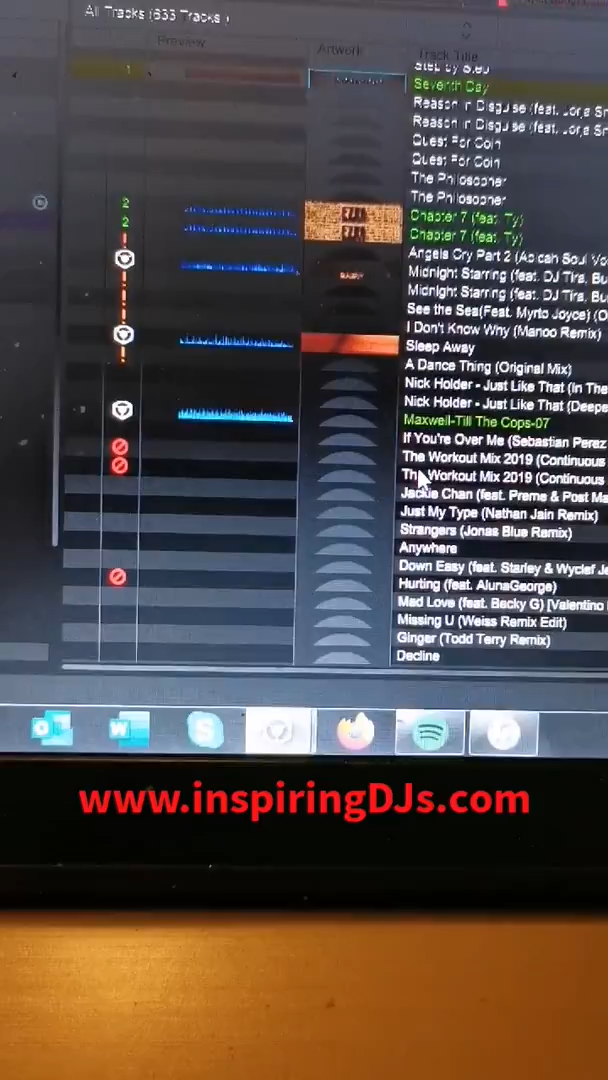 All Tracks (633 Tracks )
Preview
Artwork
Track Title
1
Seventh Day
Reason in Disguise (feat. Jorja Sm
Reason in Disguise (feat. Jorja Sn
Quest For Coin
Quest For Coin
The Philosopher
The Philosopher
2
Chapter 7 (feat. Ty)
2
Chapter 7 (feat. Ty)
Angels Cry Part 2
Midnight Starring (feat. DJ Tira, Bu
Midnight Starring (feat. DJ Tira, Bu
See the Sea(Feat. Myrto Joyce) (O
I Don't Know Why (Manoo Remix)
Sleep Away
A Dance Thing (Original Mix)
Nick Holder - Just Like That (In The
Nick Holder - Just Like That (Deepe
Maxwell-Till The Cops-07
If You're Over Me (Sebastian Perez
The Workout Mix 2019 (Continuous
The Workout Mix 2019 (Continuous
Jackie Chan (feat. Preme & Post Ma
Just My Type (Nathan Jain Remix)
Strangers (Jonas Blue Remix)
Anywhere
Down Easy (feat. Starley & Wyclef Je
Hurting (feat. AlunaGeorge)
Mad Love (feat. Becky G) [Valentino
Missing U (Weiss Remix Edit)
Ginger (Todd Terry Remix)
Decline
www.inspiringDJs.com